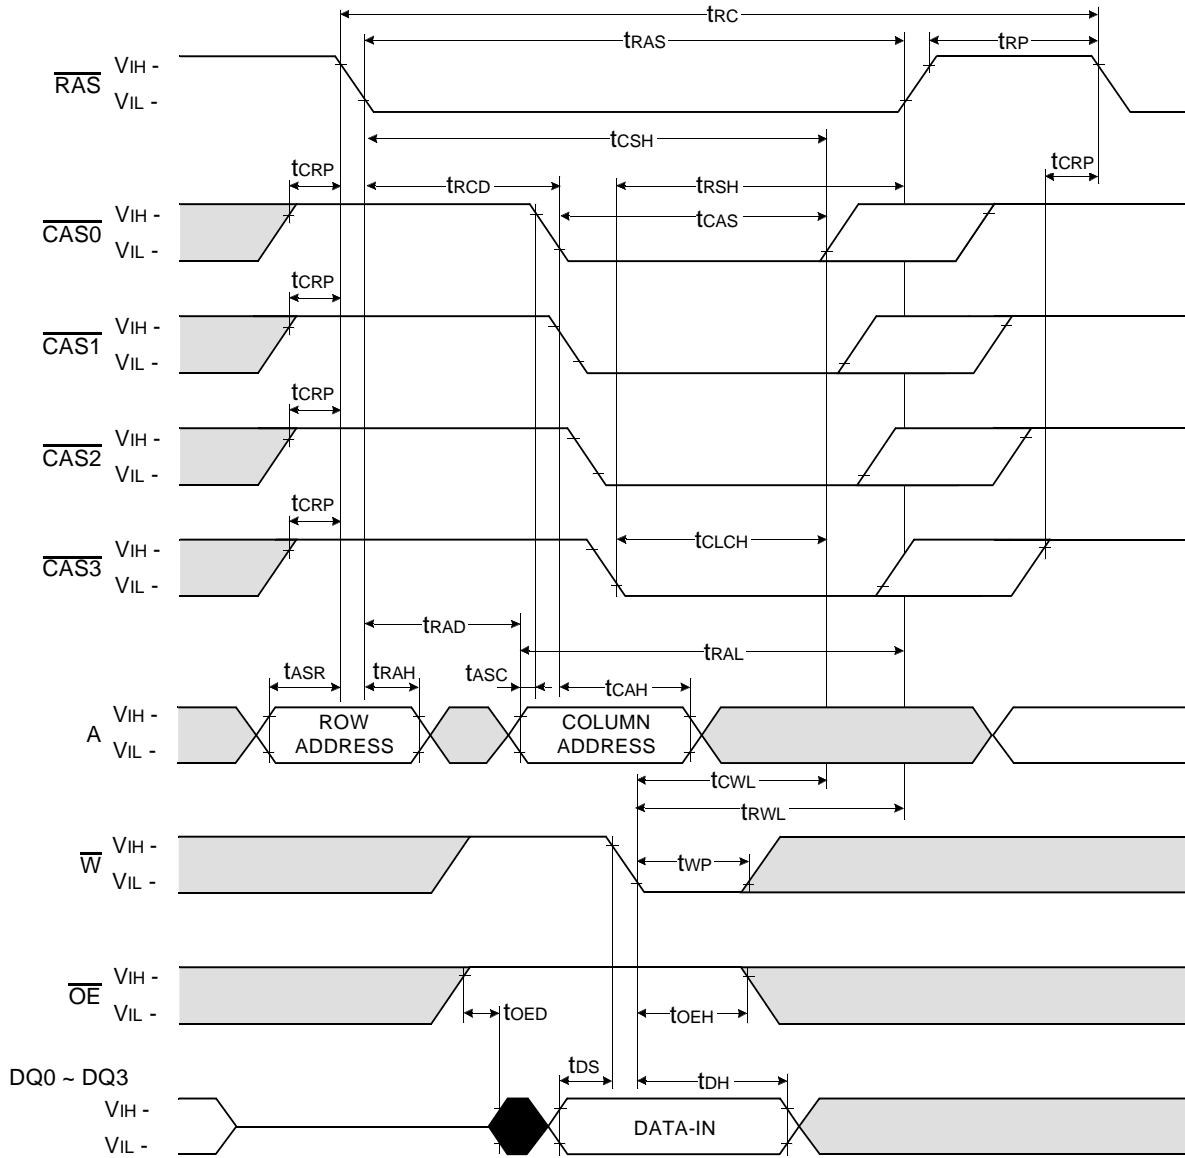 tRC
tRAS
tRP
RAS
VIH -
VIL -
tCSH
tCRP
tRCD
tRSH
tCRP
CAS0
VIH -
VIL -
tCAS
tCRP
CAS1
VIH -
VIL -
tCRP
CAS2
VIH -
VIL -
tCRP
CAS3
VIH -
VIL -
tCLCH
tRAD
tRAL
tASR
tRAH
tASC
tCAH
A
VIH -
VIL -
ROW
ADDRESS
COLUMN
ADDRESS
tCWL
tRWL
W
VIH -
VIL -
tWP
OE
VIH -
VIL -
tOED
tOEH
DQ0 ~ DQ3
tDS
tDH
VIH -
VIL -
DATA-IN